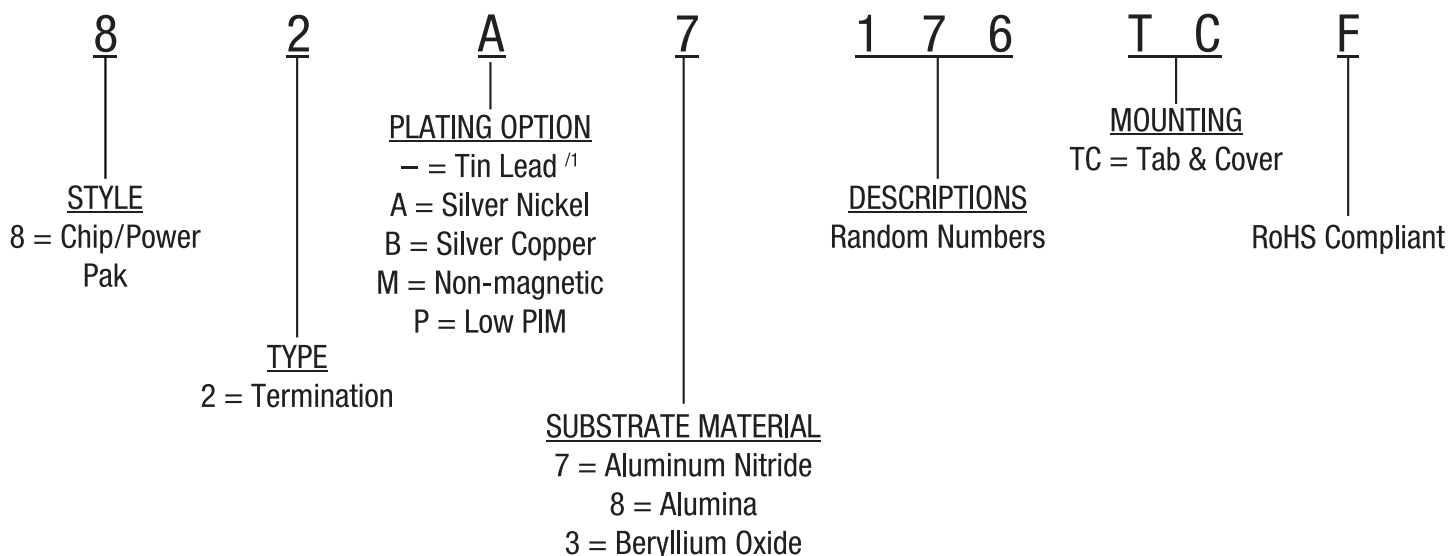 8 2 A 7 1 7 6 T C F
STYLE
8 = Chip/Power
Pak
TYPE
2 = Termination
PLATING OPTION
– = Tin Lead /1
A = Silver Nickel
B = Silver Copper
M = Non-magnetic
P = Low PIM
SUBSTRATE MATERIAL
7 = Aluminum Nitride
8 = Alumina
3 = Beryllium Oxide
DESCRIPTIONS
Random Numbers
MOUNTING
TC = Tab & Cover
RoHS Compliant